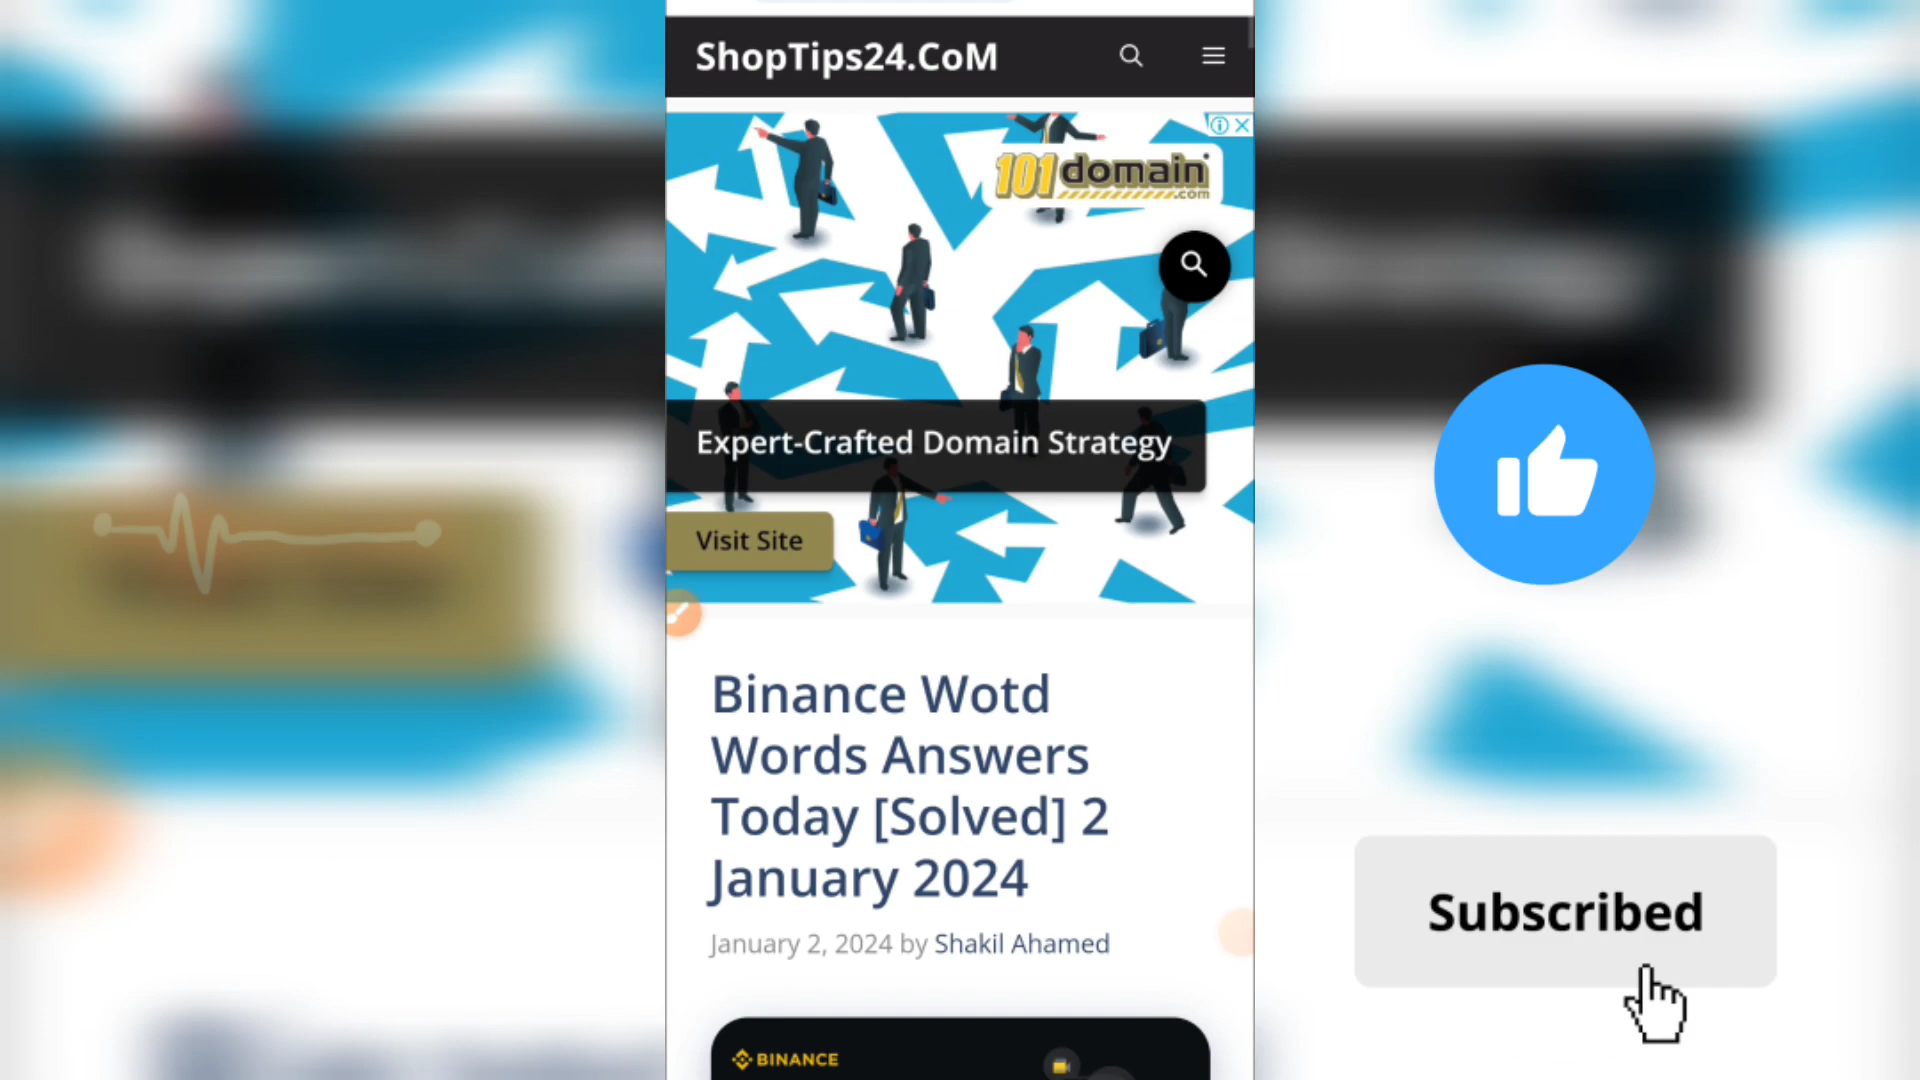 ShopTips24.CoM
101domain
.com
Expert-Crafted Domain Strategy
Visit Site
Binance Wotd
Words Answers
Today [Solved] 2
January 2024
January 2, 2024 by Shakil Ahamed
BINANCE
Subscribed